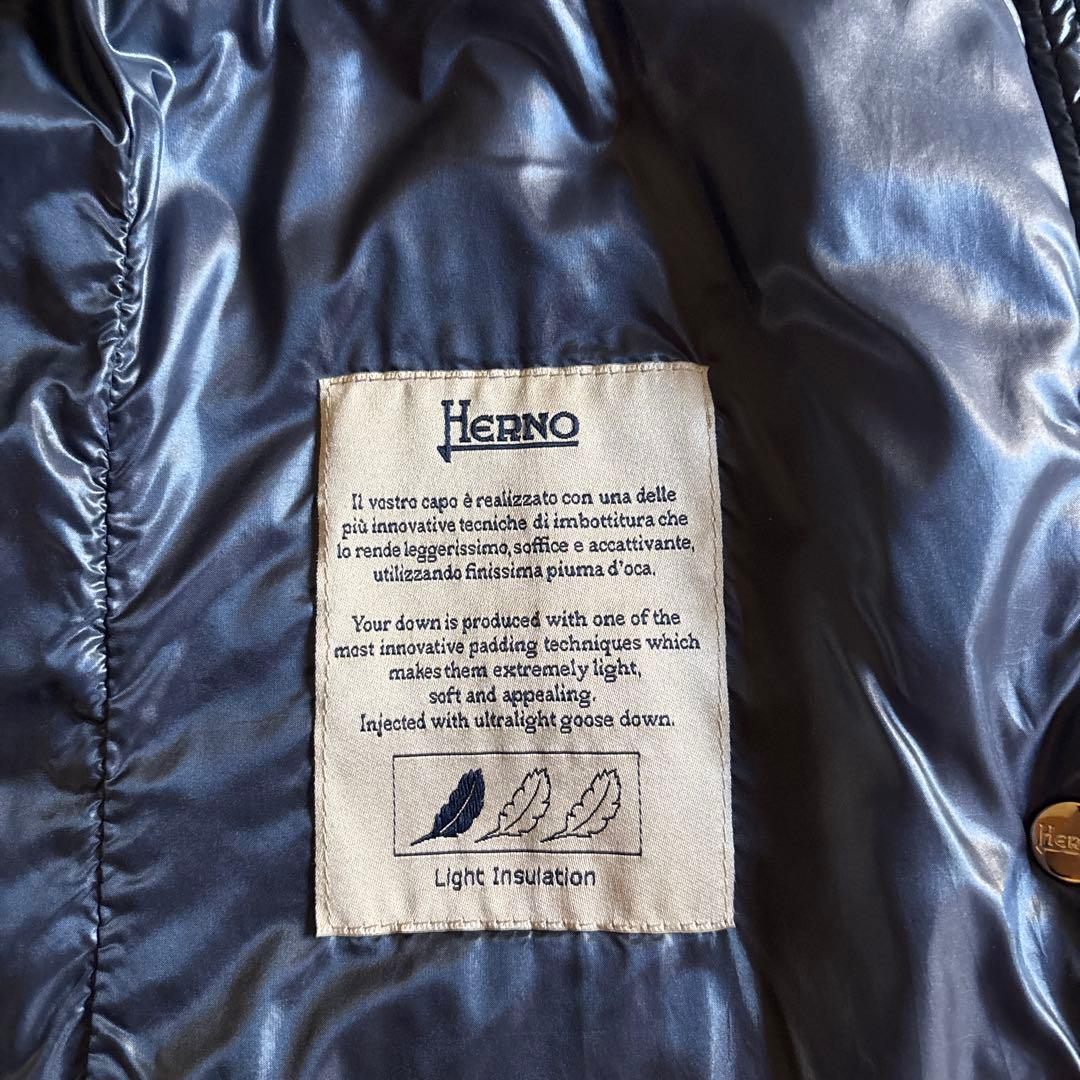 HERNO
Il vostro capo è realizzato con una delle
più innovative tecniche di imbottitura che
lo rende leggerissimo, soffice e accattivante,
utilizzando finissima piuma d'oca.
Your down is produced with one of the
most innovative padding techniques which
makes them extremely light,
soft and appealing.
Injected with ultralight goose down.
Light Insulation
HER